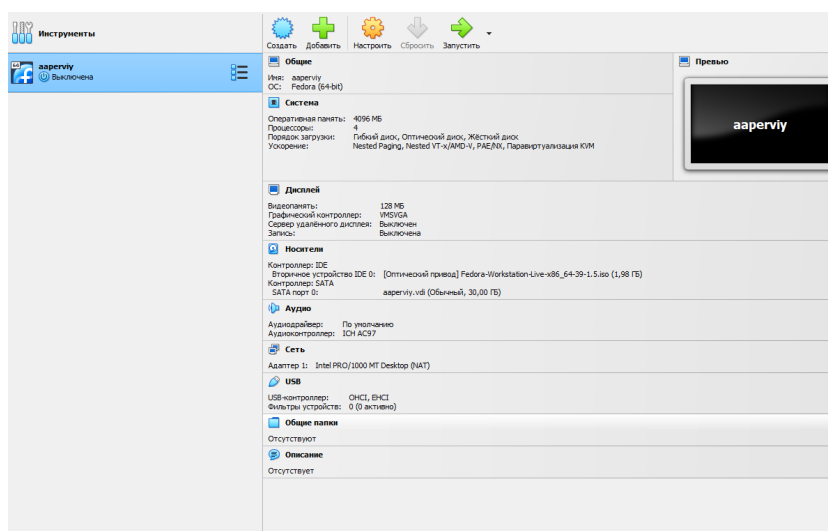 Инструменты
Создать Добавить Настроить Сбросить Запустить
64
aaperviy
Выключена
Общие
Имя: aaperviy
ОС: Fedora (64-bit)
Превью
aaperviy
Система
Оперативная память: 4096 МБ
Процессоры: 4
Порядок загрузки: Гибкий диск, Оптический диск, Жёсткий диск
Ускорение: Nested Paging, Nested VT-x/AMD-V, PAE/NX, Паравиртуализация KVM
Дисплей
Видеопамять: 128 МБ
Графический контроллер: VMSVGA
Сервер удалённого дисплея: Выключен
Запись: Выключена
Носители
Контроллер: IDE
Вторичное устройство IDE 0: [Оптический привод] Fedora-Workstation-Live-x86_64-39-1.5.iso (1,98 ГБ)
Контроллер: SATA
SATA порт 0: aaperviy.vdi (Обычный, 30,00 ГБ)
Аудио
Аудиодрайвер: По умолчанию
Аудиоконтроллер: ICH AC97
Сеть
Адаптер 1: Intel PRO/1000 MT Desktop (NAT)
USB
USB-контроллер: OHCI, EHCI
Фильтры устройств: 0 (0 активно)
Общие папки
Отсутствуют
Описание
Отсутствует